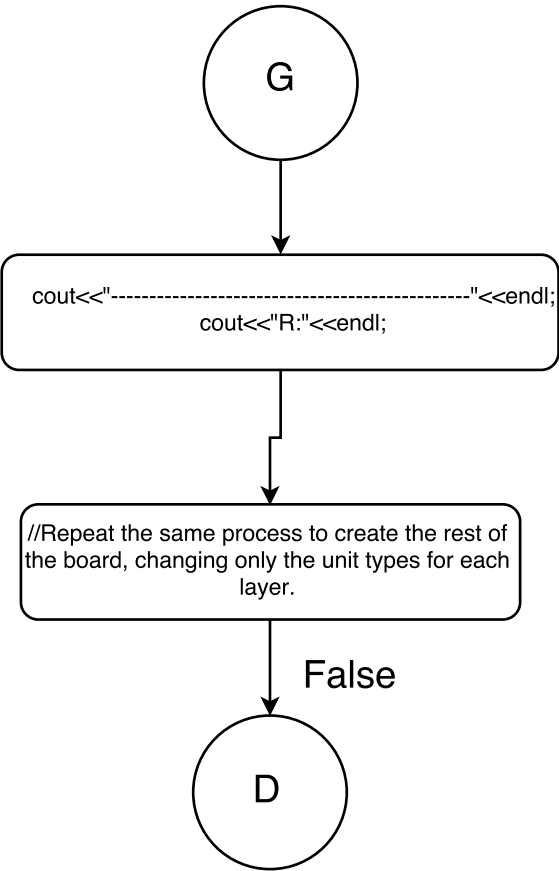 G
cout<<"-----------------------------------------------"<<endl;
cout<<"R:"<<endl;
//Repeat the same process to create the rest of
the board, changing only the unit types for each
layer.
False
D